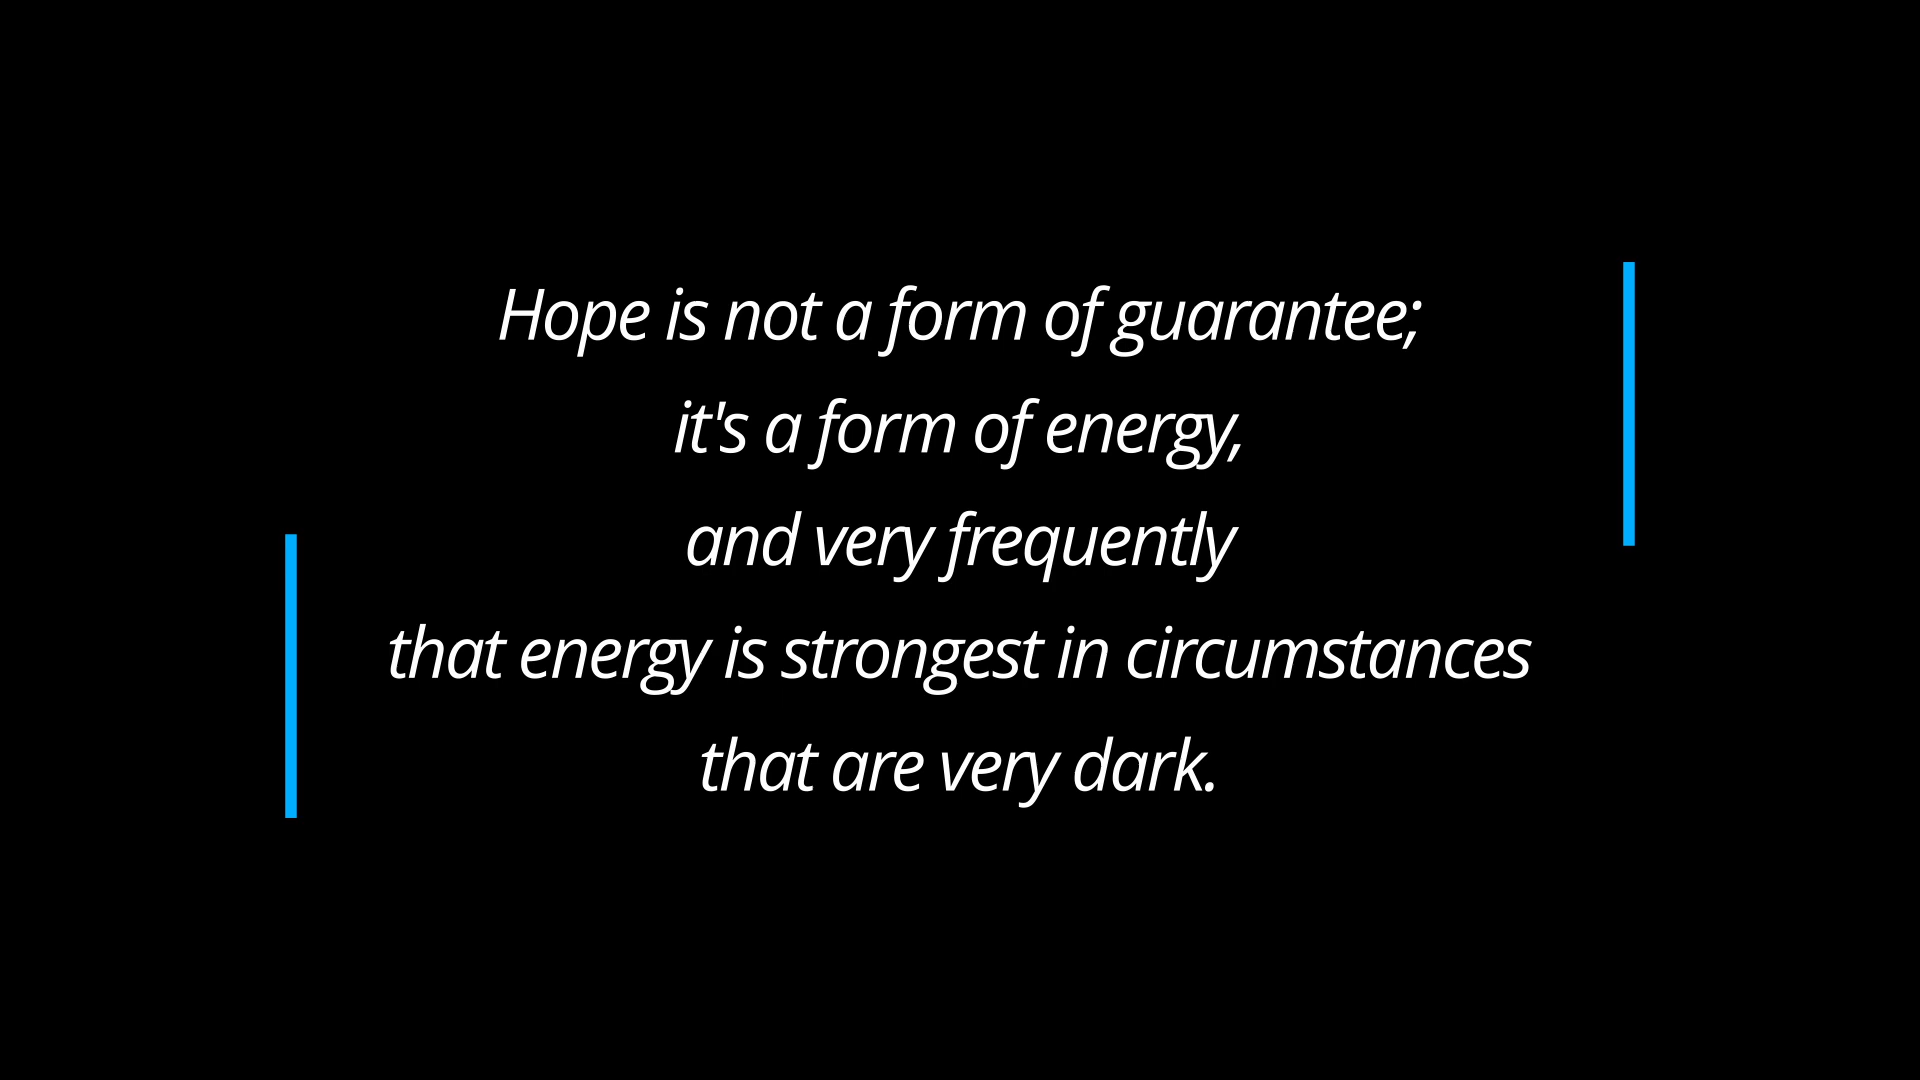 Hope is not a form of guarantee;
it's a form of energy,
and very frequently
that energy is strongest in circumstances
that are very dark.